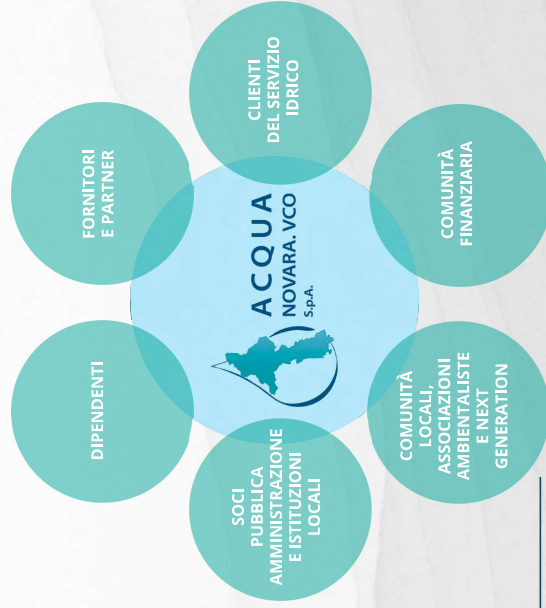 DIPENDENTI
FORNITORI
E PARTNER
SOCI
PUBBLICA
AMMINISTRAZIONE
E ISTITUZIONI
LOCALI
ACQUA
NOVARA.VCO
S.p.A.
CLIENTI
DEL SERVIZIO
IDRICO
COMUNITÀ
LOCALI,
ASSOCIAZIONI
AMBIENTALISTE
E NEXT
GENERATION
COMUNITÀ
FINANZIARIA